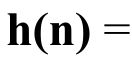 h(n) =